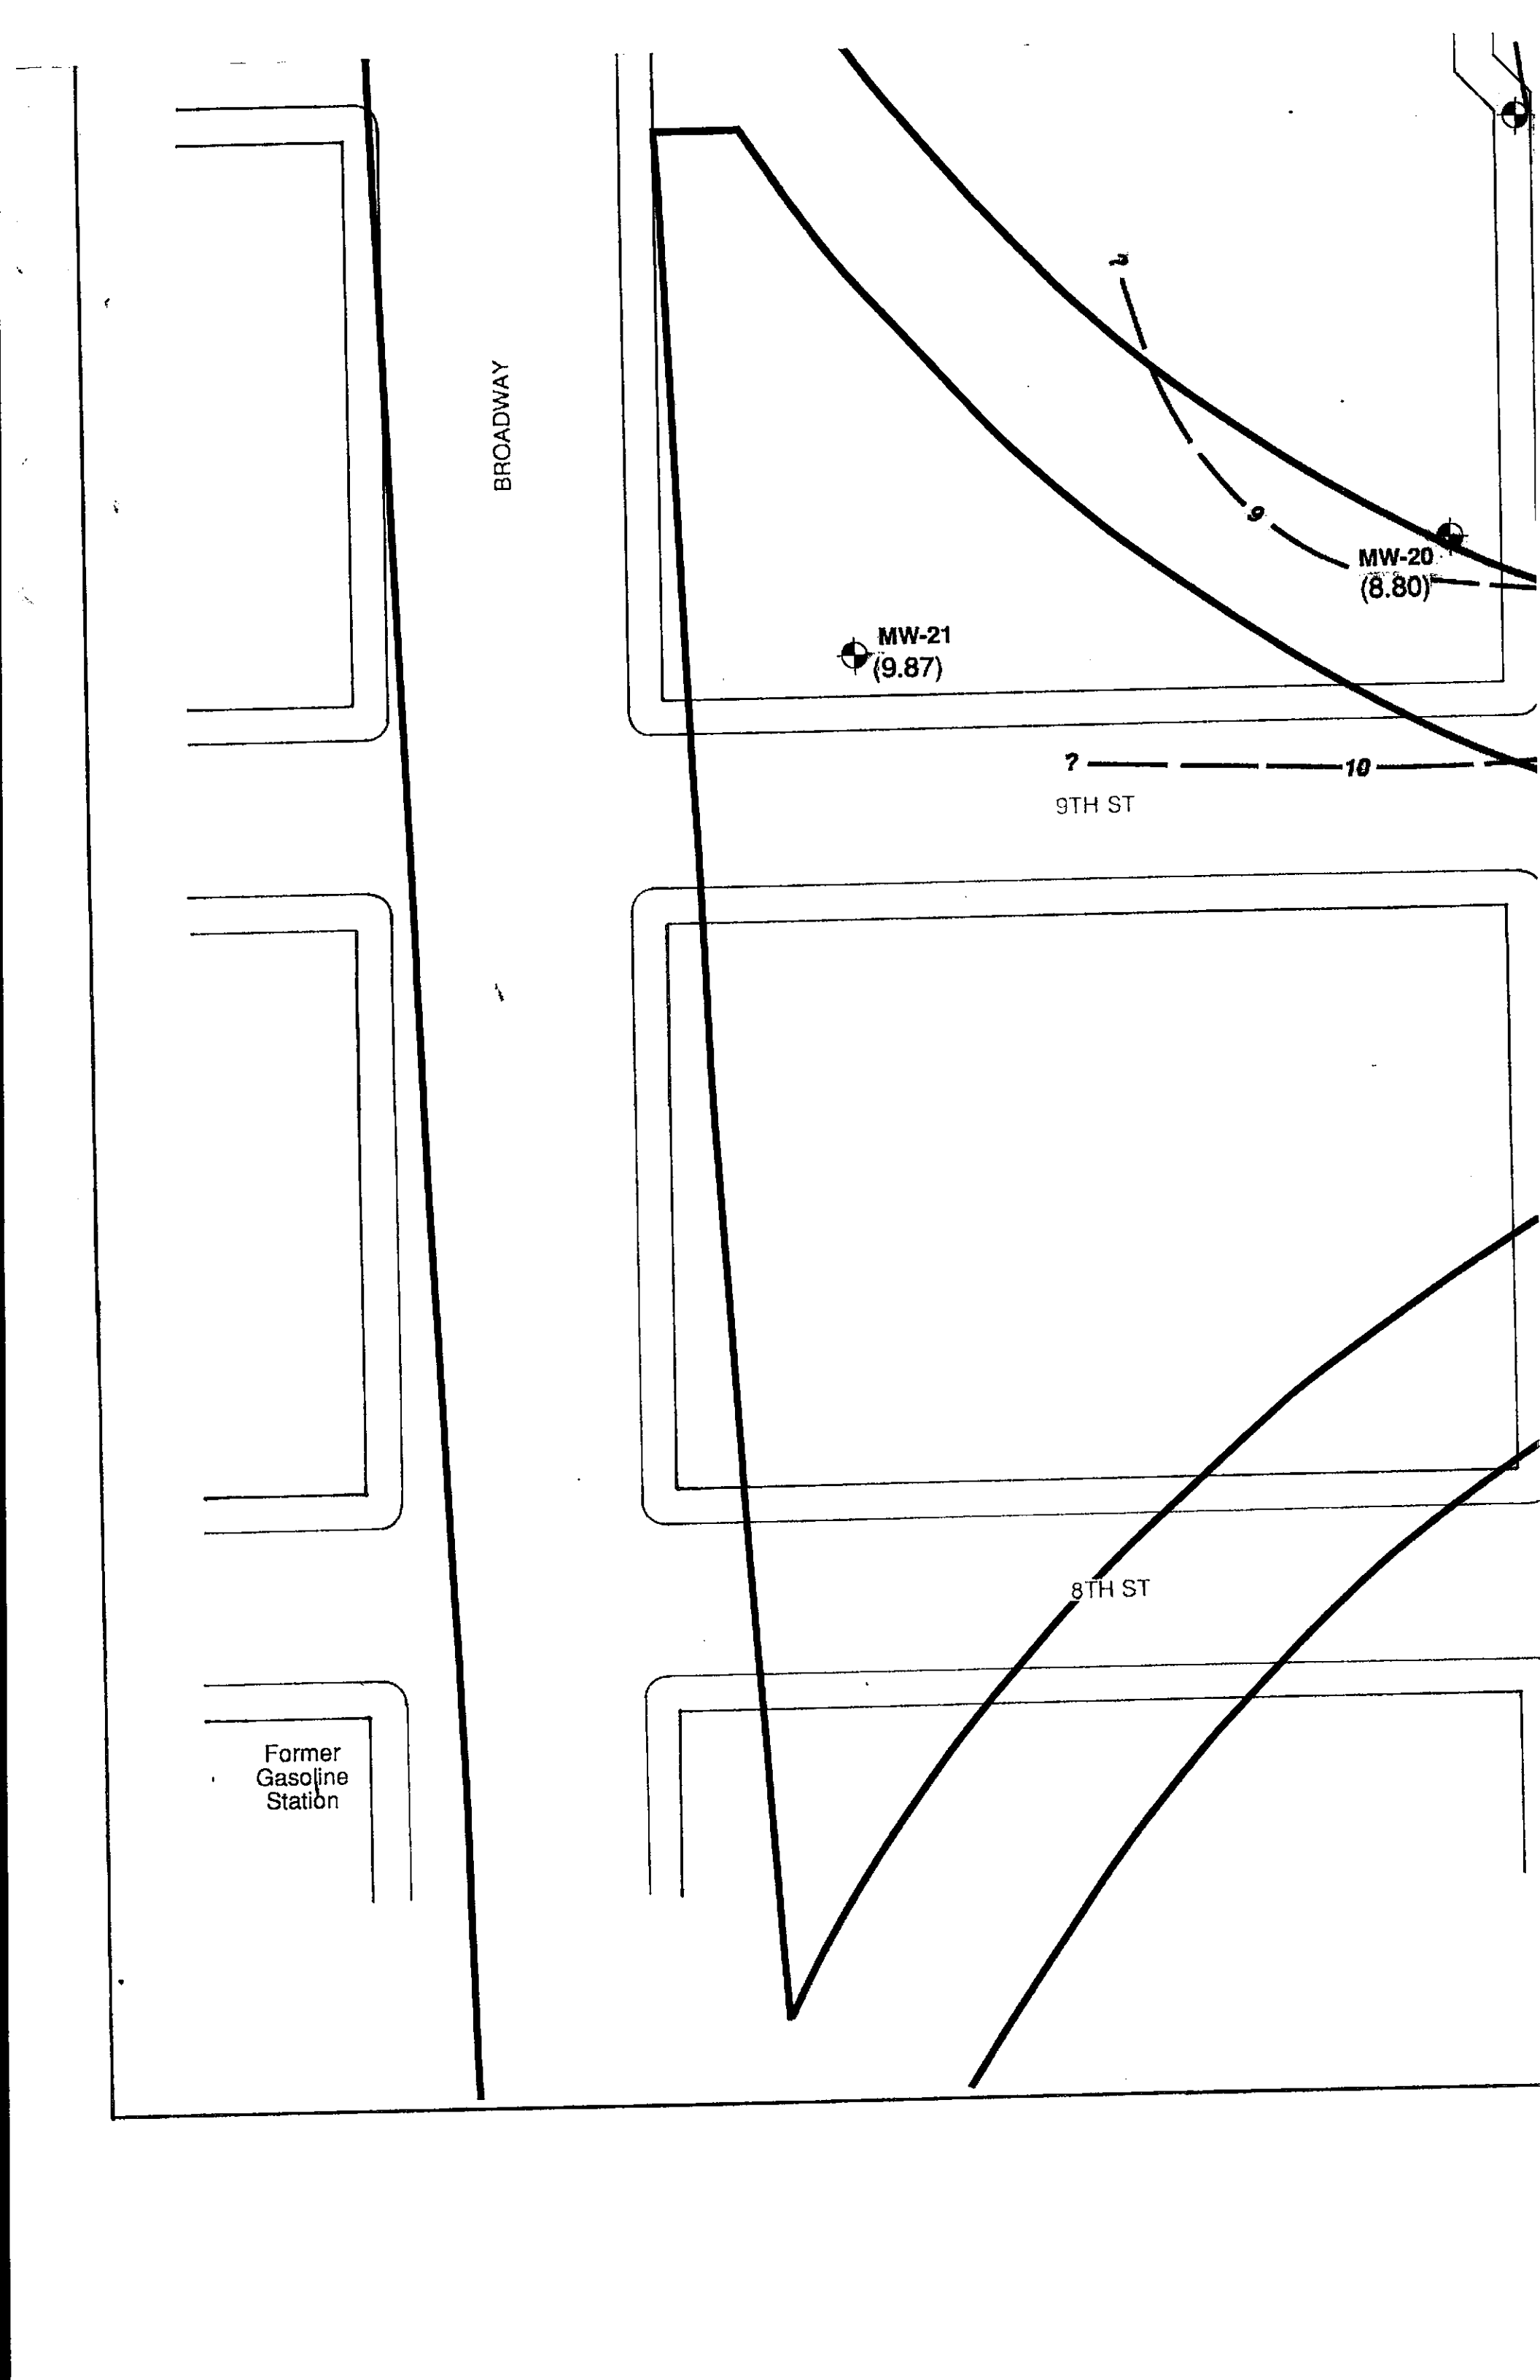 ?
BROADWAY
9
MW-20
(8.80)
MW-21
(9.87)
?
10
9TH ST
8TH ST
Former
Gasoline
Station